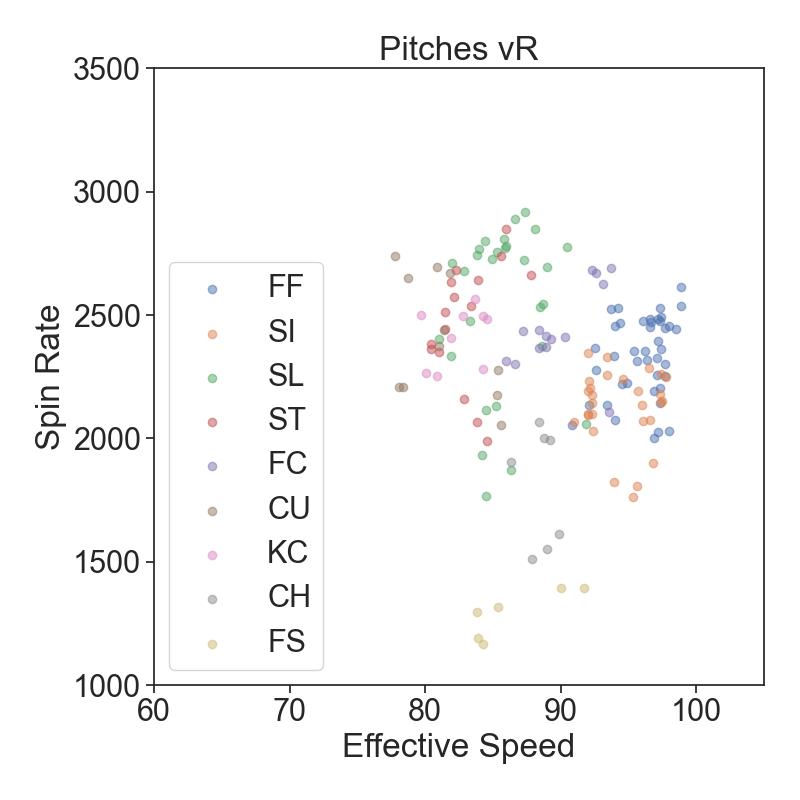 Pitches vR
3500
3000
2500
2000
1500
1000
Spin Rate
FF
SI
SL
ST
FC
CU
KC
CH
FS
60 70 80 90 100
Effective Speed